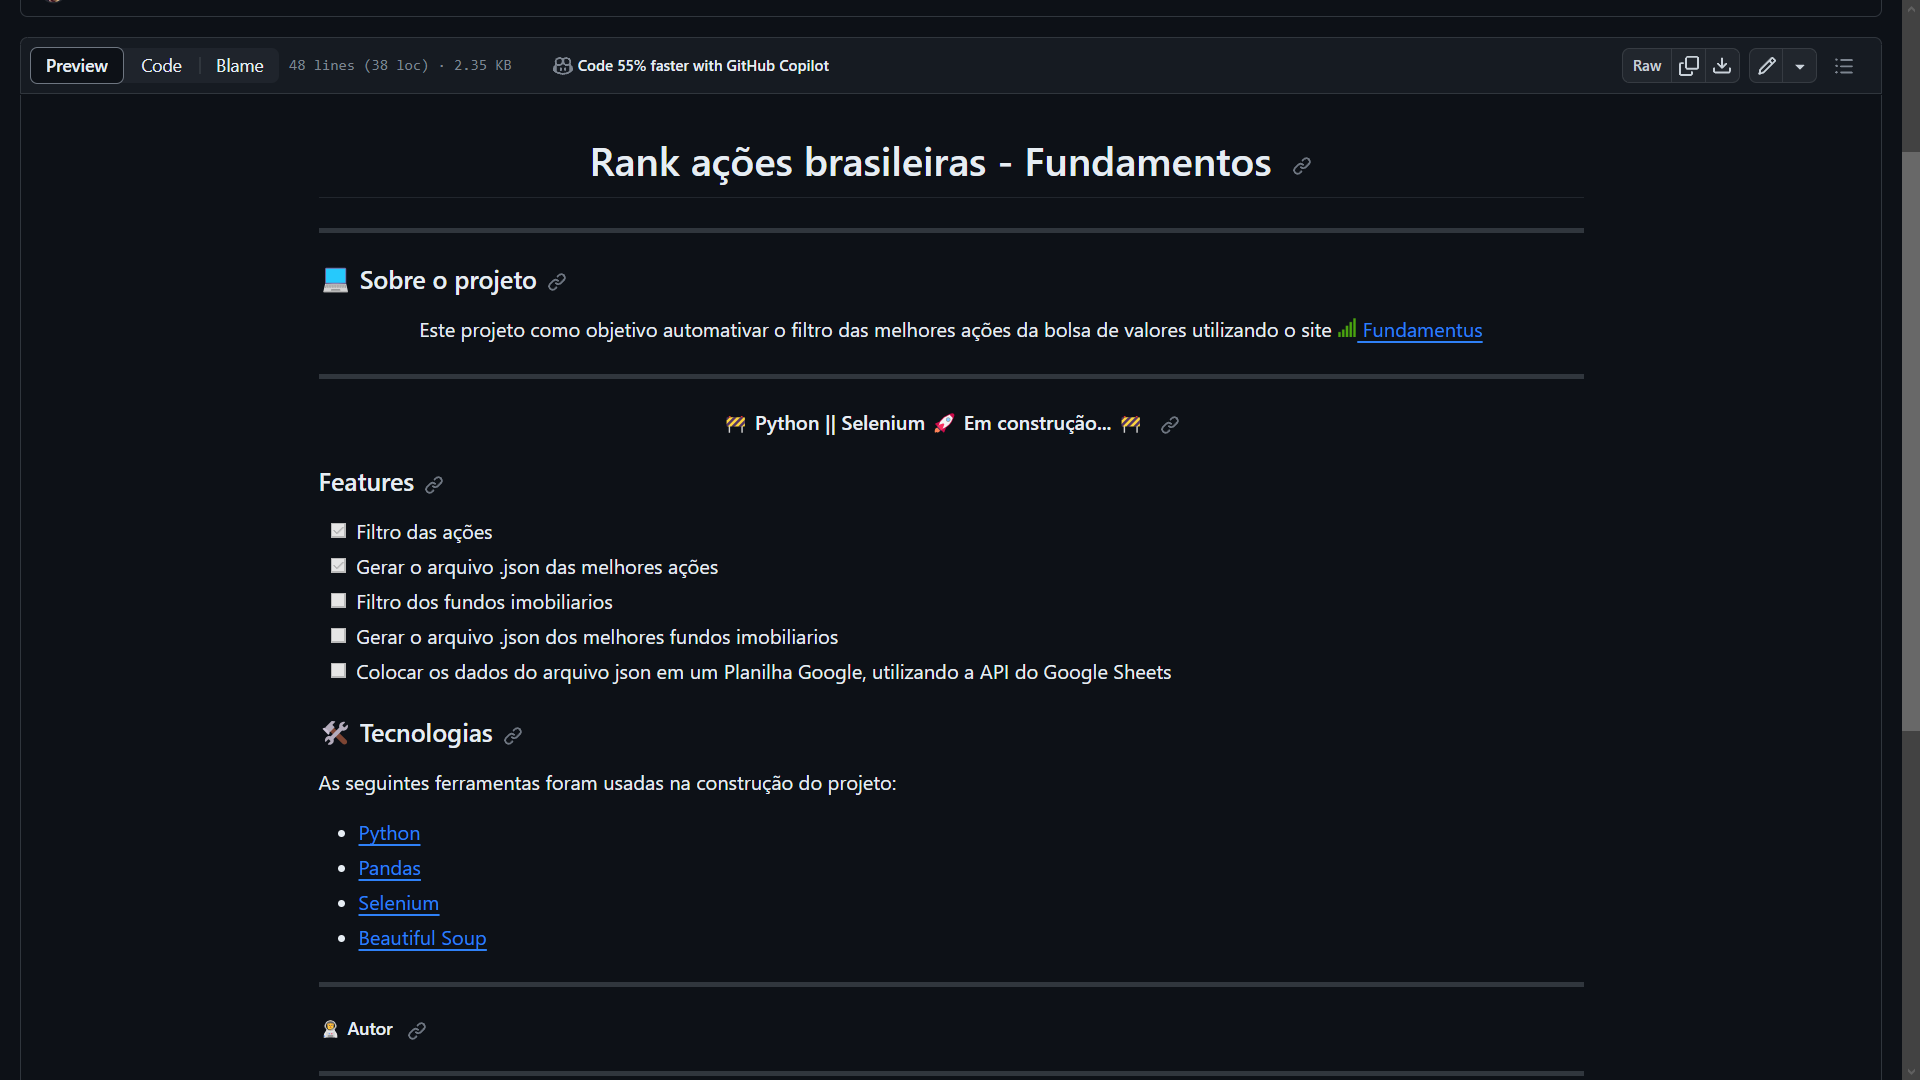 Preview Code Blame 48 lines (38 loc) · 2.35 KB Code 55% faster with GitHub Copilot Raw
Rank ações brasileiras - Fundamentos
Sobre o projeto
Este projeto como objetivo automativar o filtro das melhores ações da bolsa de valores utilizando o site Fundamentus
Python || Selenium 🚀 Em construção...
Features
Filtro das ações
Gerar o arquivo .json das melhores ações
Filtro dos fundos imobiliarios
Gerar o arquivo .json dos melhores fundos imobiliarios
Colocar os dados do arquivo json em um Planilha Google, utilizando a API do Google Sheets
Tecnologias
As seguintes ferramentas foram usadas na construção do projeto:
Python
Pandas
Selenium
Beautiful Soup
Autor